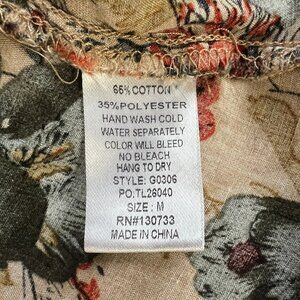 65% COTTON
35% POLYESTER
HAND WASH COLD
WATER SEPARATELY
COLOR WILL BLEED
NO BLEACH
HANG TO DRY
STYLE: G0306
PO:TL26040
SIZE : M
RN#130733
MADE IN CHINA